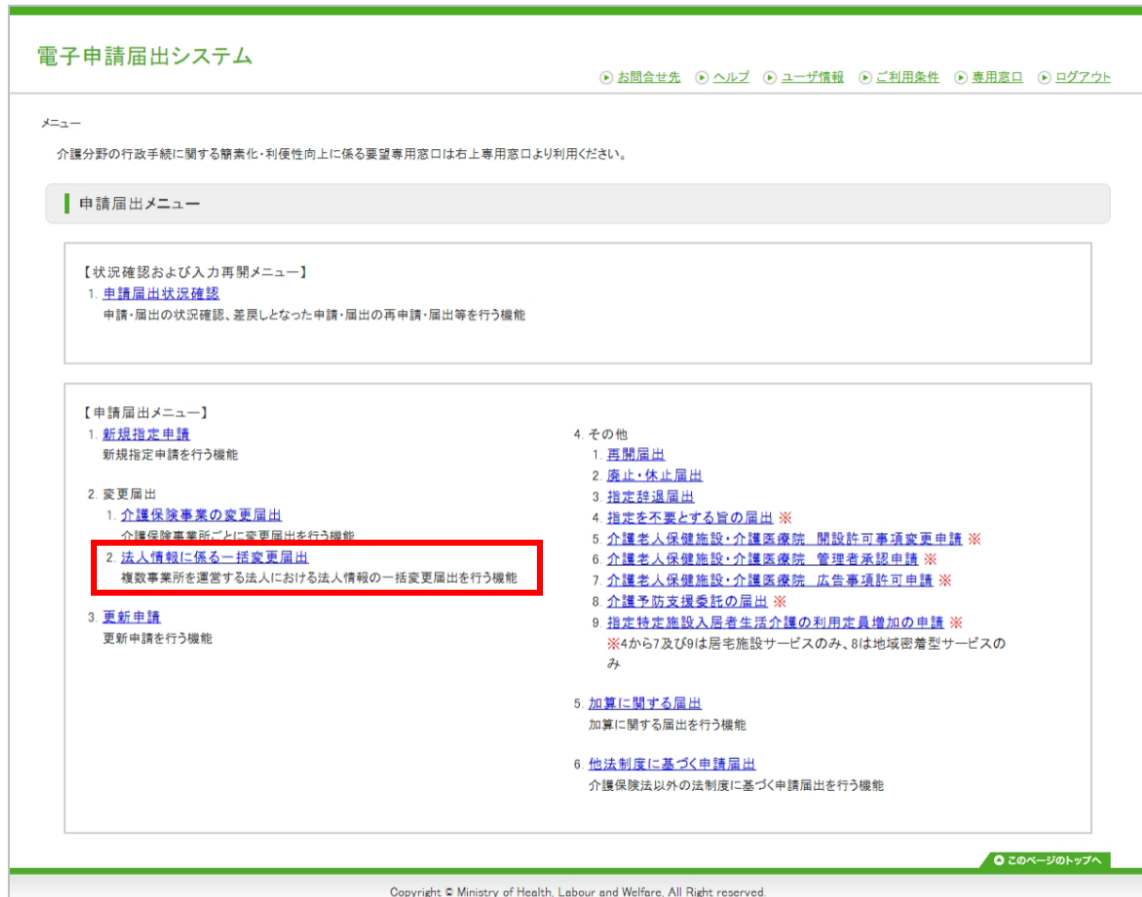 電子申請届出システム
お問合せ先 ヘルプ ユーザ情報 ご利用条件 専用窓口 ログアウト
メニュー
介護分野の行政手続に関する簡素化・利便性向上に係る要望専用窓口は右上専用窓口より利用ください。
申請届出メニュー
【状況確認および入力再開メニュー】
1. 申請届出状況確認
申請・届出の状況確認、差戻しとなった申請・届出の再申請・届出等を行う機能
【申請届出メニュー】
1. 新規指定申請
新規指定申請を行う機能
2. 変更届出
1. 介護保険事業の変更届出
介護保険事業所ごとに変更届出を行う機能
2. 法人情報に係る一括変更届出
複数事業所を運営する法人における法人情報の一括変更届出を行う機能
3. 更新申請
更新申請を行う機能
4. その他
1. 再開届出
2. 廃止・休止届出
3. 指定辞退届出
4. 指定を不要とする旨の届出 ※
5. 介護老人保健施設・介護医療院 開設許可事項変更申請 ※
6. 介護老人保健施設・介護医療院 管理者承認申請 ※
7. 介護老人保健施設・介護医療院 広告事項許可申請 ※
8. 介護予防支援委託の届出 ※
9. 指定特定施設入居者生活介護の利用定員増加の申請 ※
※4から7及び9は居宅施設サービスのみ、8は地域密着型サービスの
み
5. 加算に関する届出
加算に関する届出を行う機能
6. 他法制度に基づく申請届出
介護保険法以外の法制度に基づく申請届出を行う機能
このページのトップへ
Copyright © Ministry of Health, Labour and Welfare, All Right reserved.